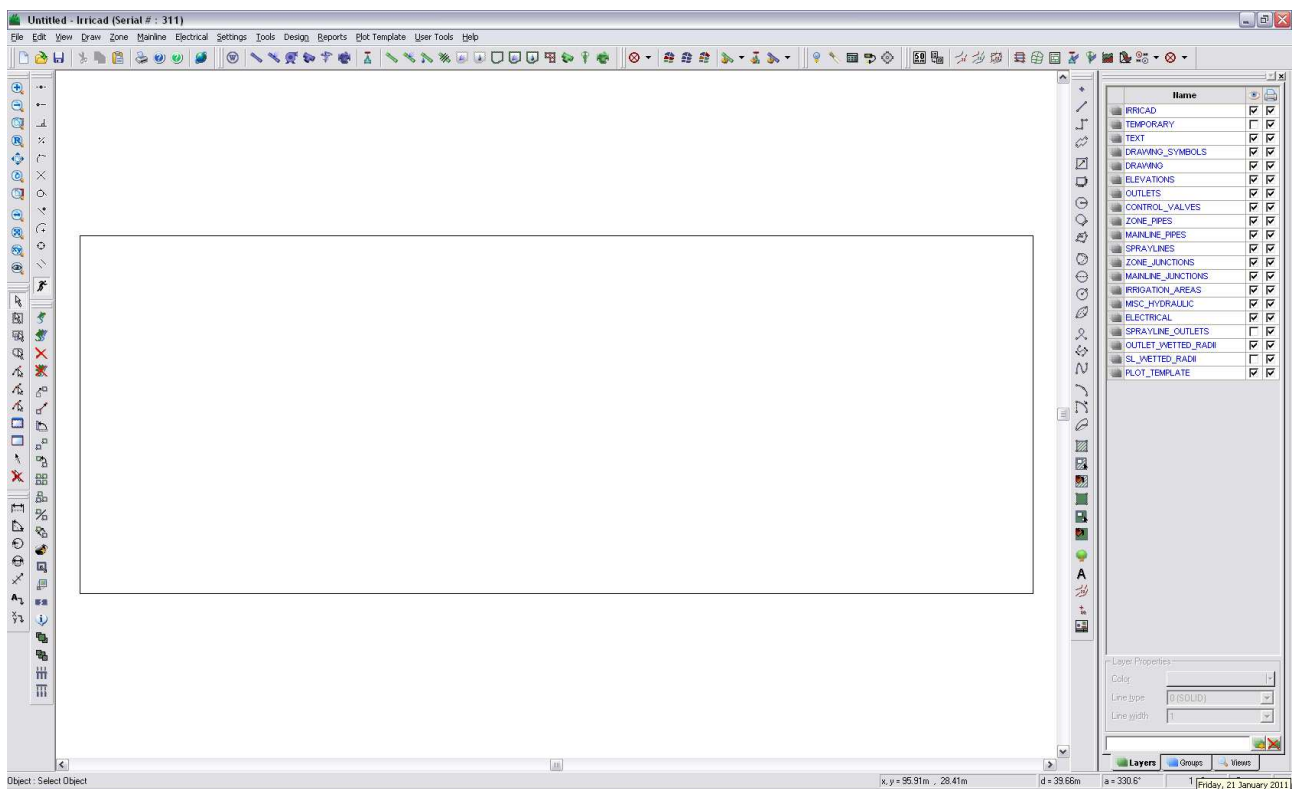 Untitled - Irricad (Serial # : 311)
File Edit View Draw Zone Mainline Electrical Settings Tools Design Reports Plot Template User Tools Help
Name
IRRICAD
TEMPORARY
TEXT
DRAWING_SYMBOLS
DRAWING
ELEVATIONS
OUTLETS
CONTROL_VALVES
ZONE_PIPES
MAINLINE_PIPES
SPRAYLINES
ZONE_JUNCTIONS
MAINLINE_JUNCTIONS
IRRIGATION_AREAS
MISC_HYDRAULIC
ELECTRICAL
SPRAYLINE_OUTLETS
OUTLET_WETTED_RADII
SL_WETTED_RADII
PLOT_TEMPLATE
Layer Properties
Color
Line type 0 (SOLID)
Line width 1
Layers Groups Views
Object : Select Object x, y = 95.91m , 28.41m d = 39.66m a = 330.6°
Friday, 21 January 2011